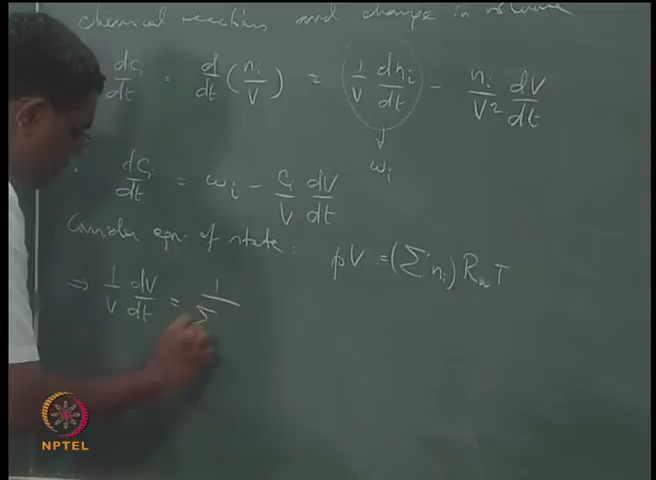 chemical reactions and change in volume
dc_i/dt = d/dt (n_i/V) = 1/V dn_i/dt - n_i/V² dV/dt
↓
ω_i
∴ dc_i/dt = ω_i - c_i/V dV/dt
Consider eqn. of state: pV = (Σ n_i) R_u T
⇒ 1/V dV/dt = 1/Σ
NPTEL